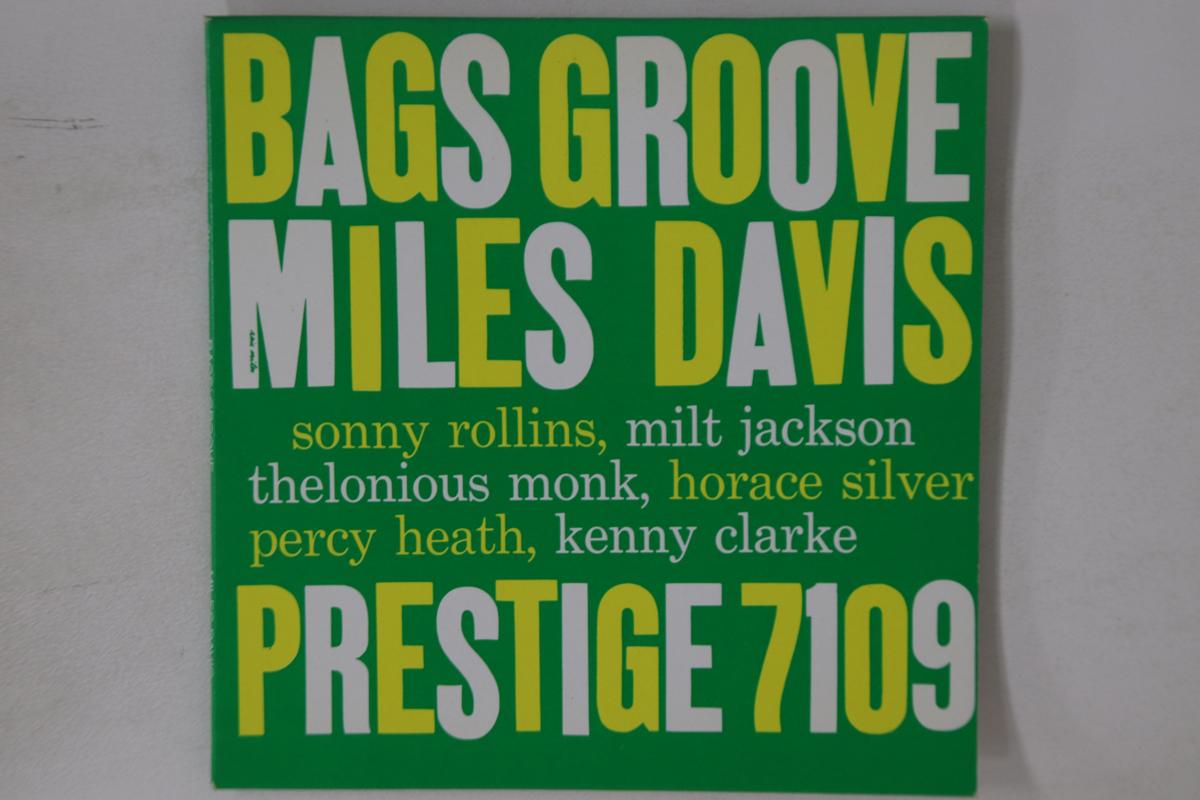 BAGS GROOVE
MILES DAVIS
sonny rollins, milt jackson
thelonious monk, horace silver
percy heath, kenny clarke
PRESTIGE 7109